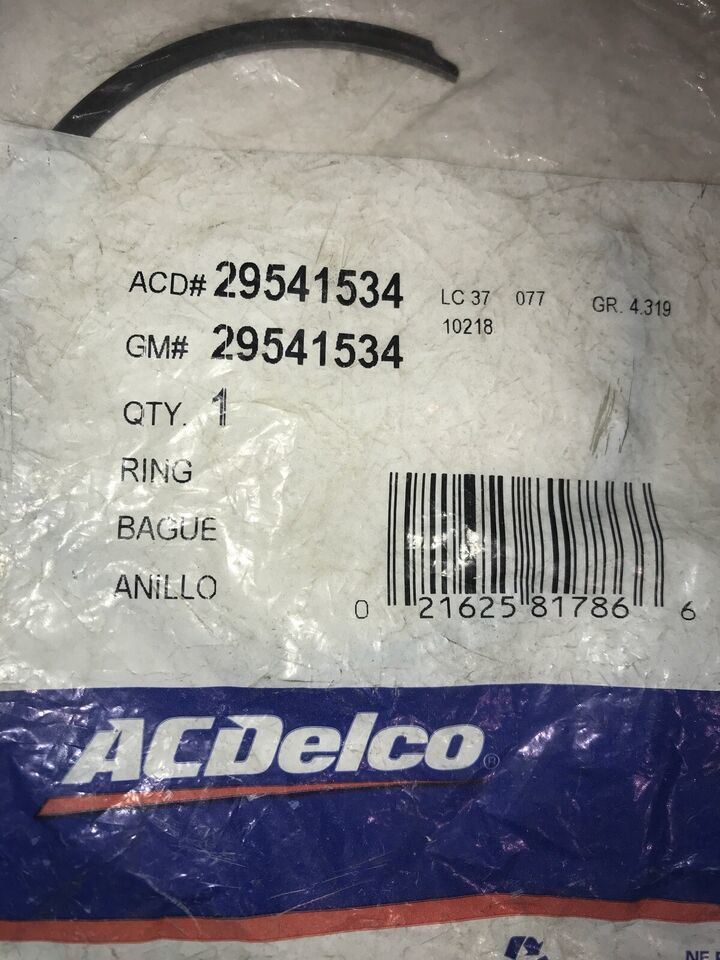 ACD# 29541534 LC 37 077 GR. 4.319
10218
GM# 29541534
QTY. 1
RING
BAGUE
ANILLO
0 21625 81786 6
ACDelco®